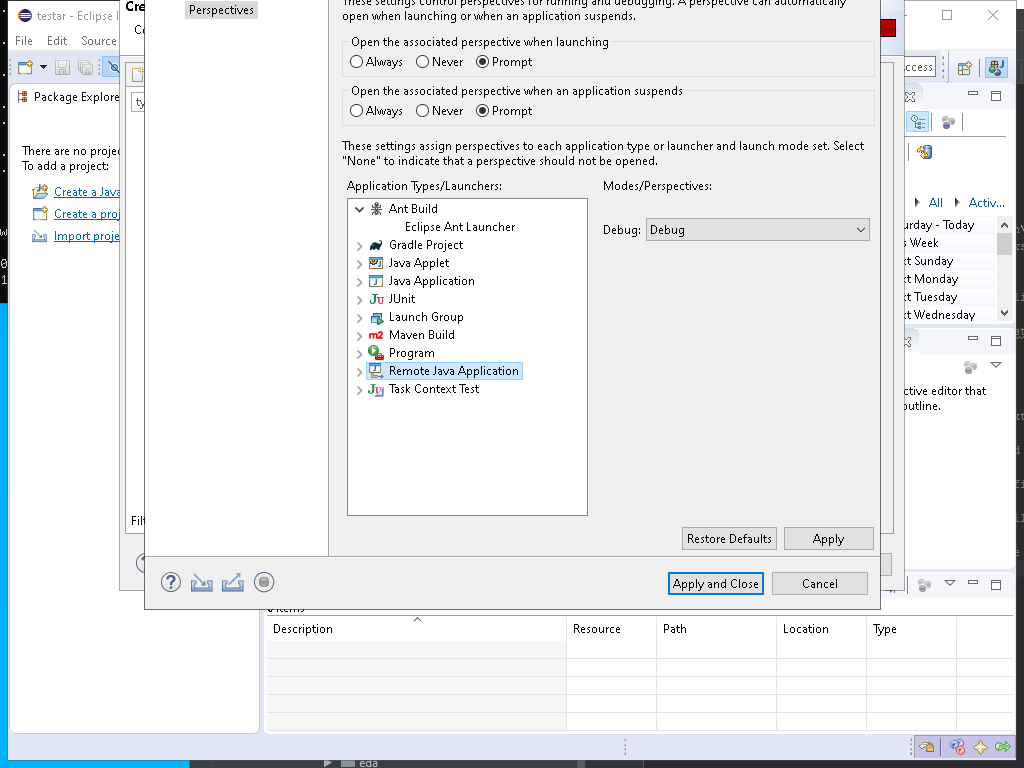 testar - Eclipse I
Cre
File Edit Source
Package Explore
There are no projec
To add a project:
Create a Java
Create a proj
Import proje
Perspectives
These settings control perspectives for running and debugging. A perspective can automatically
open when launching or when an application suspends.
Open the associated perspective when launching
Always Never Prompt
Open the associated perspective when an application suspends
Always Never Prompt
These settings assign perspectives to each application type or launcher and launch mode set. Select
"None" to indicate that a perspective should not be opened.
Application Types/Launchers:
Modes/Perspectives:
Ant Build
Eclipse Ant Launcher
Gradle Project
Java Applet
Java Application
JUnit
Launch Group
Maven Build
Program
Remote Java Application
Task Context Test
Debug: Debug
Restore Defaults Apply
Apply and Close Cancel
ccess
All Activ...
urday - Today
s Week
xt Sunday
xt Monday
xt Tuesday
xt Wednesday
ctive editor that
outline.
Filt
Description Resource Path Location Type
eda